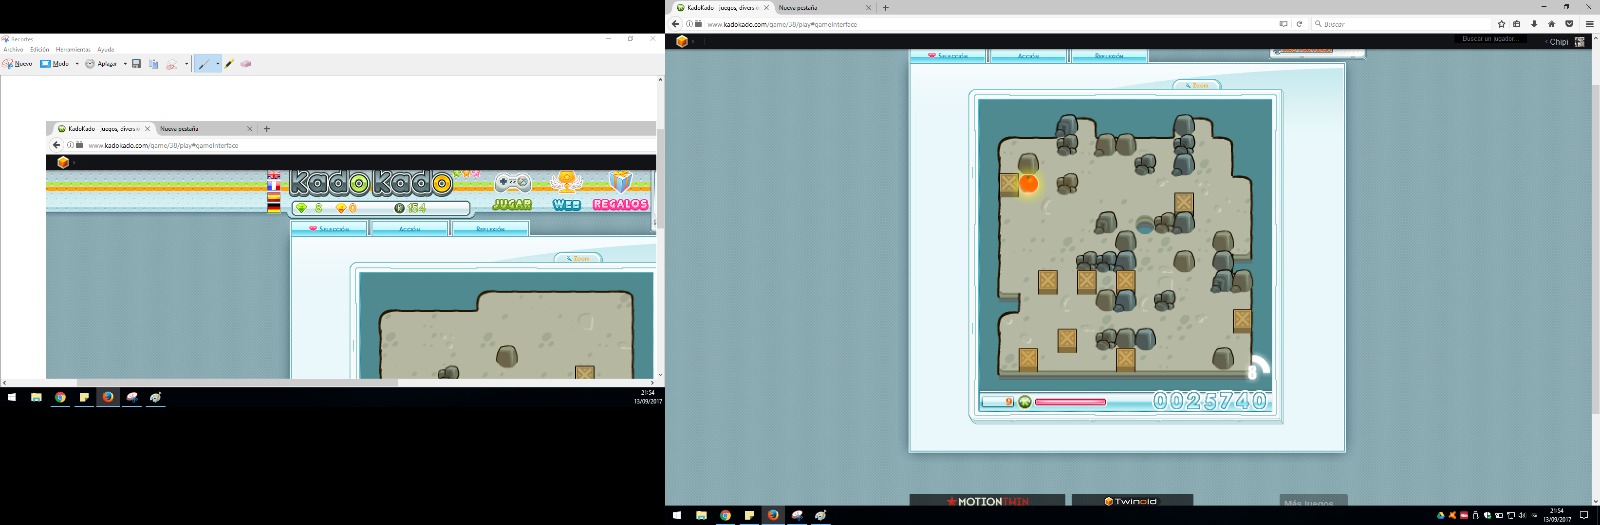 Recortes
Archivo Edición Herramientas Ayuda
Nuevo Modo Aplazar
KadoKado - juegos, diversi Nueva pestaña
www.kadokado.com/game/38/play#gameInterface
kadokado
8 0 154
JUGAR WEB REGALOS
Selección Acción Reflexión
Zoom
21:54
13/09/2017
KadoKado - juegos, diversi Nueva pestaña
www.kadokado.com/game/38/play#gameInterface
Buscar
Buscar un jugador... Chipi
Selección Acción Reflexión
Zoom
8
9 0025740
MOTIONTWIN Twinoid Más juegos
21:54
13/09/2017